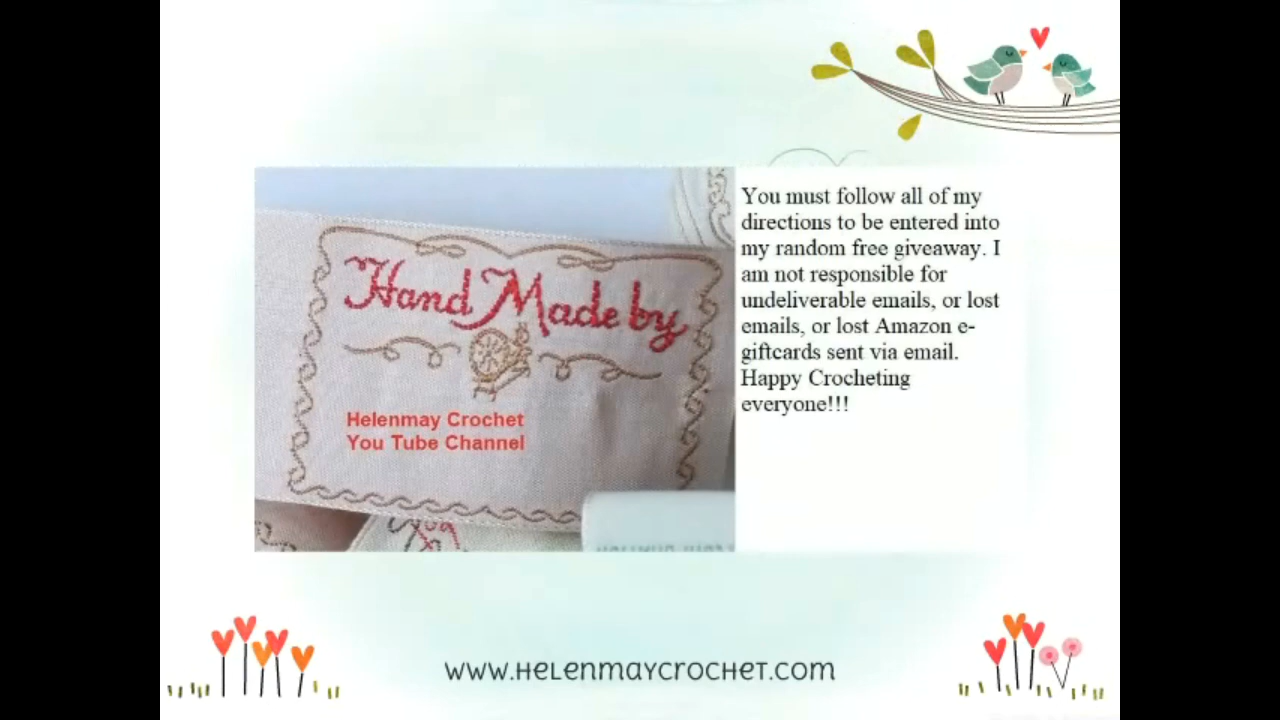 You must follow all of my
directions to be entered into
my random free giveaway. I
am not responsible for
undeliverable emails, or lost
emails, or lost Amazon e-
giftcards sent via email.
Happy Crocheting
everyone!!!
Hand Made by
Helenmay Crochet
You Tube Channel
www.HELENMAYCROCHET.com